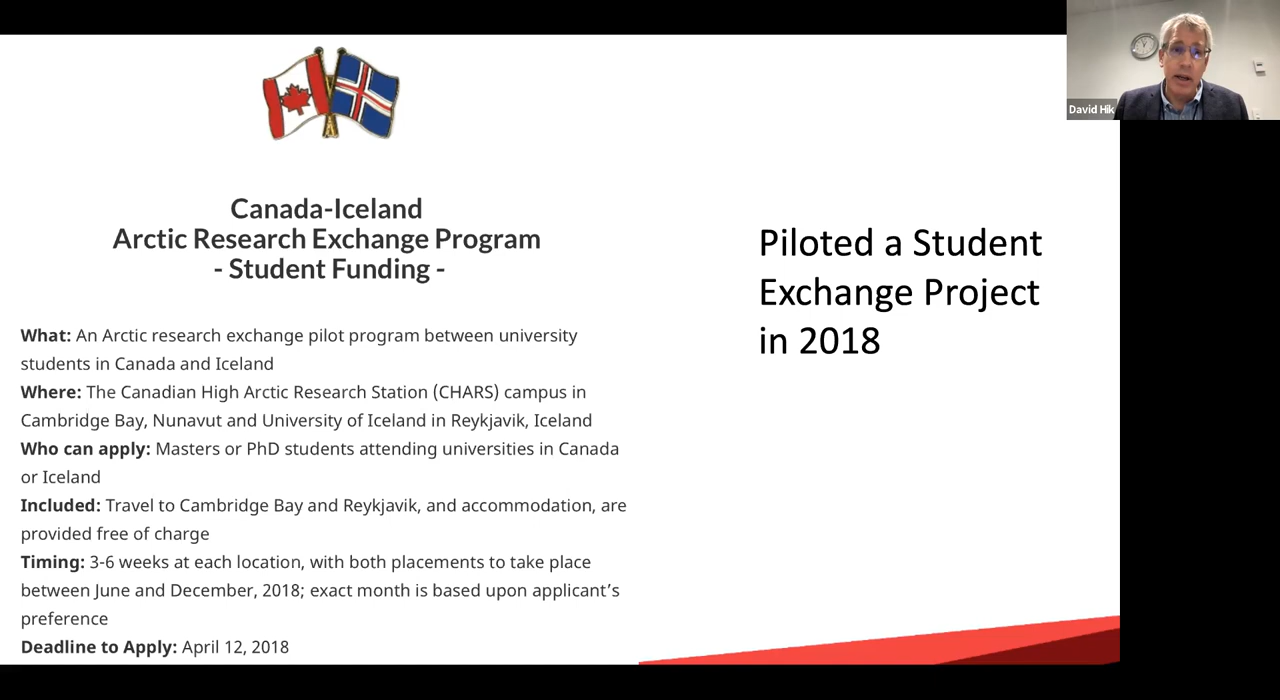 Canada-Iceland
Arctic Research Exchange Program
- Student Funding -
What: An Arctic research exchange pilot program between university
students in Canada and Iceland
Where: The Canadian High Arctic Research Station (CHARS) campus in
Cambridge Bay, Nunavut and University of Iceland in Reykjavik, Iceland
Who can apply: Masters or PhD students attending universities in Canada
or Iceland
Included: Travel to Cambridge Bay and Reykjavik, and accommodation, are
provided free of charge
Timing: 3-6 weeks at each location, with both placements to take place
between June and December, 2018; exact month is based upon applicant’s
preference
Deadline to Apply: April 12, 2018
Piloted a Student
Exchange Project
in 2018
David Hik